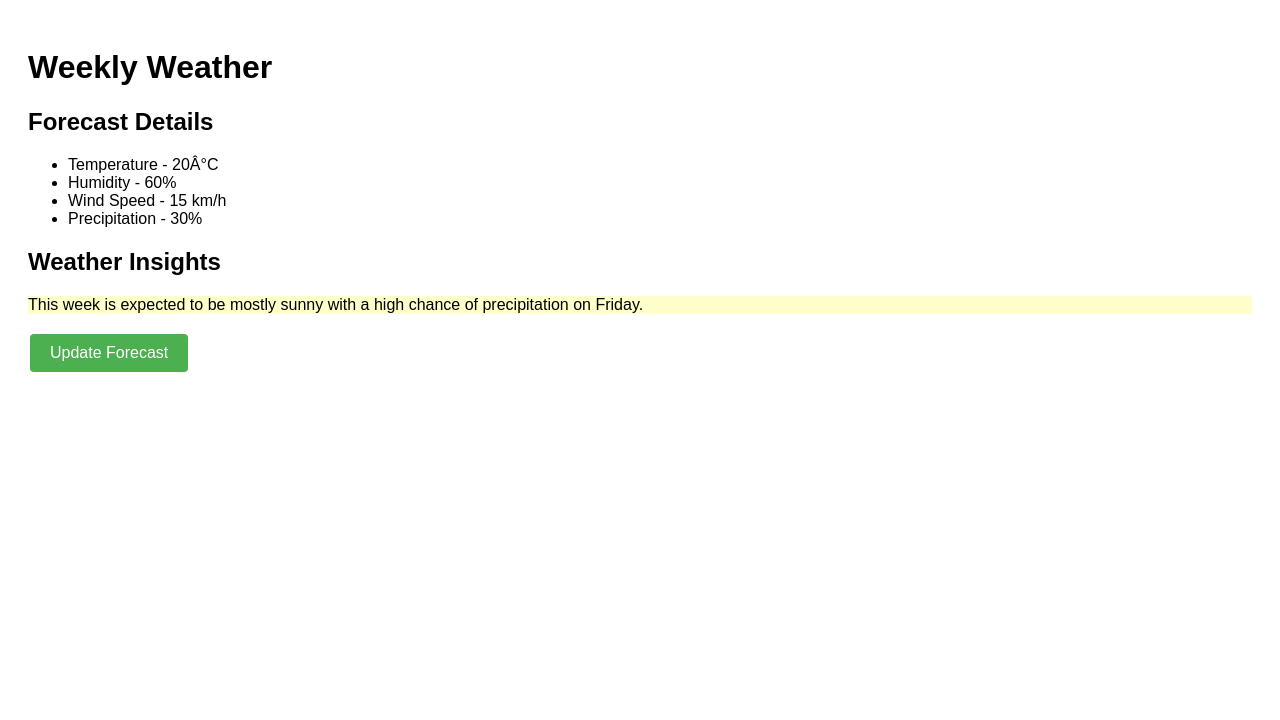 Weekly Weather
Forecast Details
Temperature - 20Â°C
Humidity - 60%
Wind Speed - 15 km/h
Precipitation - 30%
Weather Insights
This week is expected to be mostly sunny with a high chance of precipitation on Friday.
Update Forecast